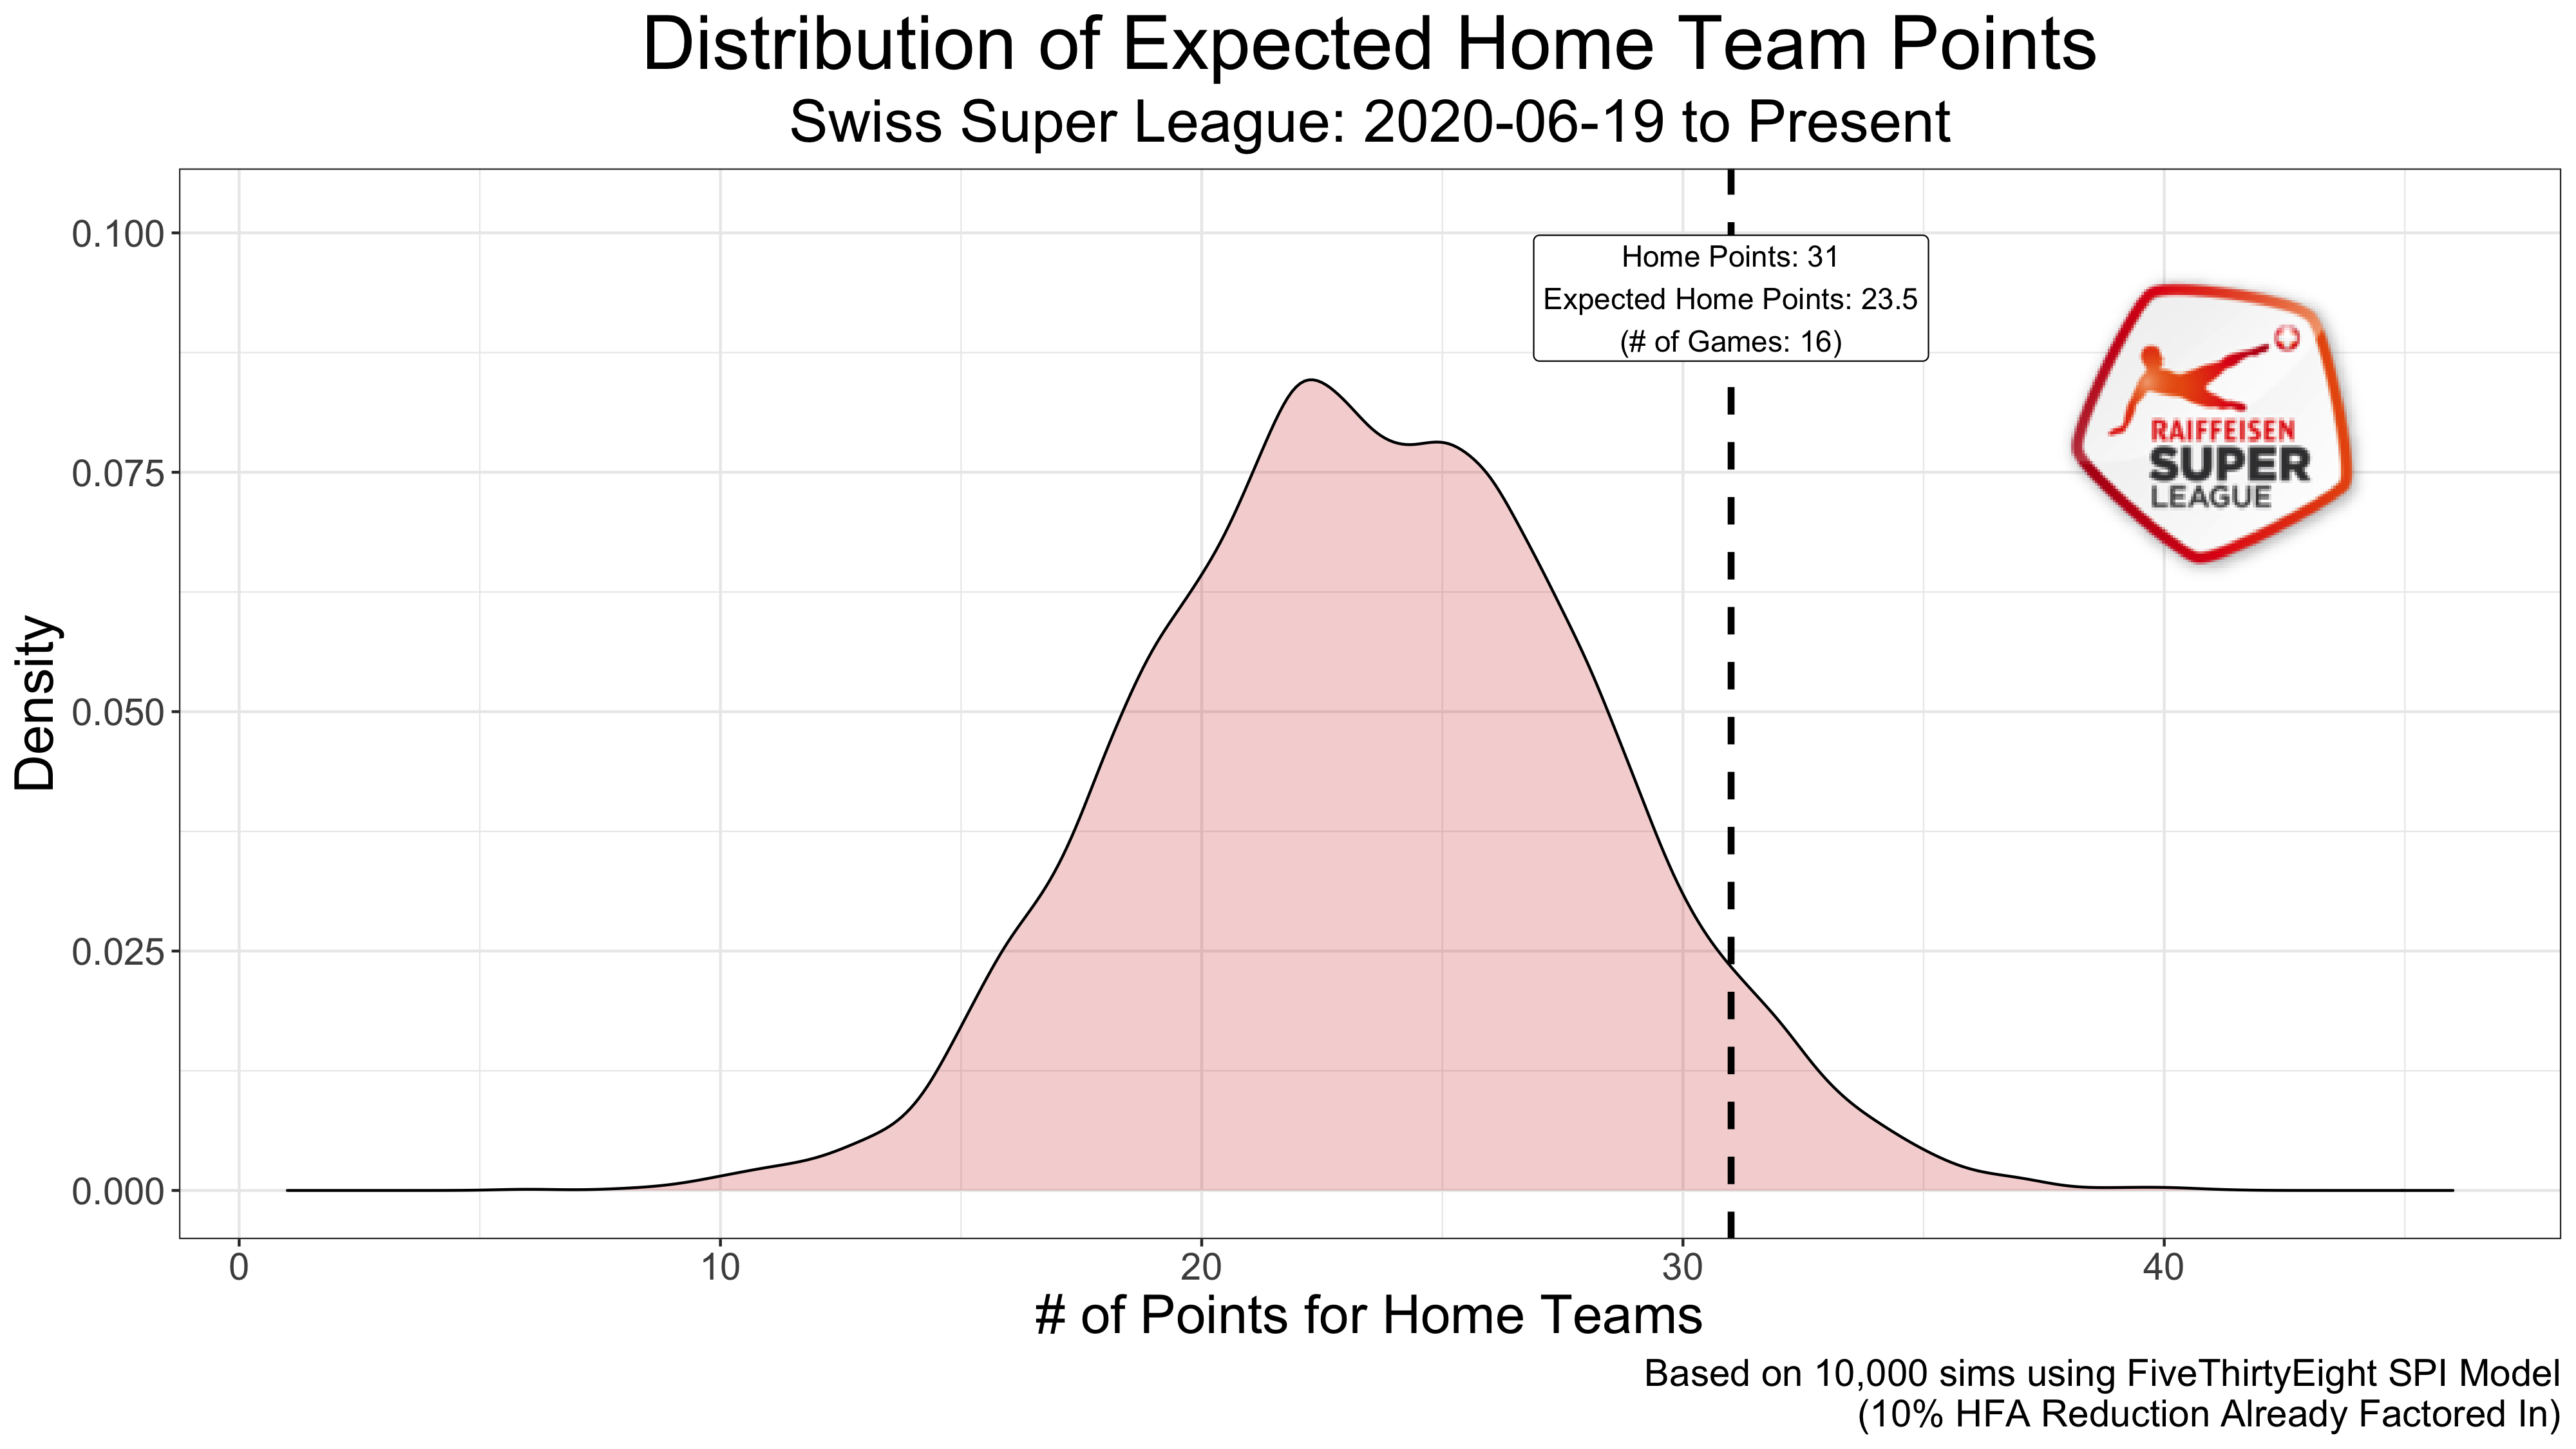 Distribution of Expected Home Team Points
Swiss Super League: 2020-06-19 to Present
Density
0.100
0.075
0.050
0.025
0.000
Home Points: 31
Expected Home Points: 23.5
(# of Games: 16)
RAIFFEISEN
SUPER
LEAGUE
0 10 20 30 40
# of Points for Home Teams
Based on 10,000 sims using FiveThirtyEight SPI Model
(10% HFA Reduction Already Factored In)